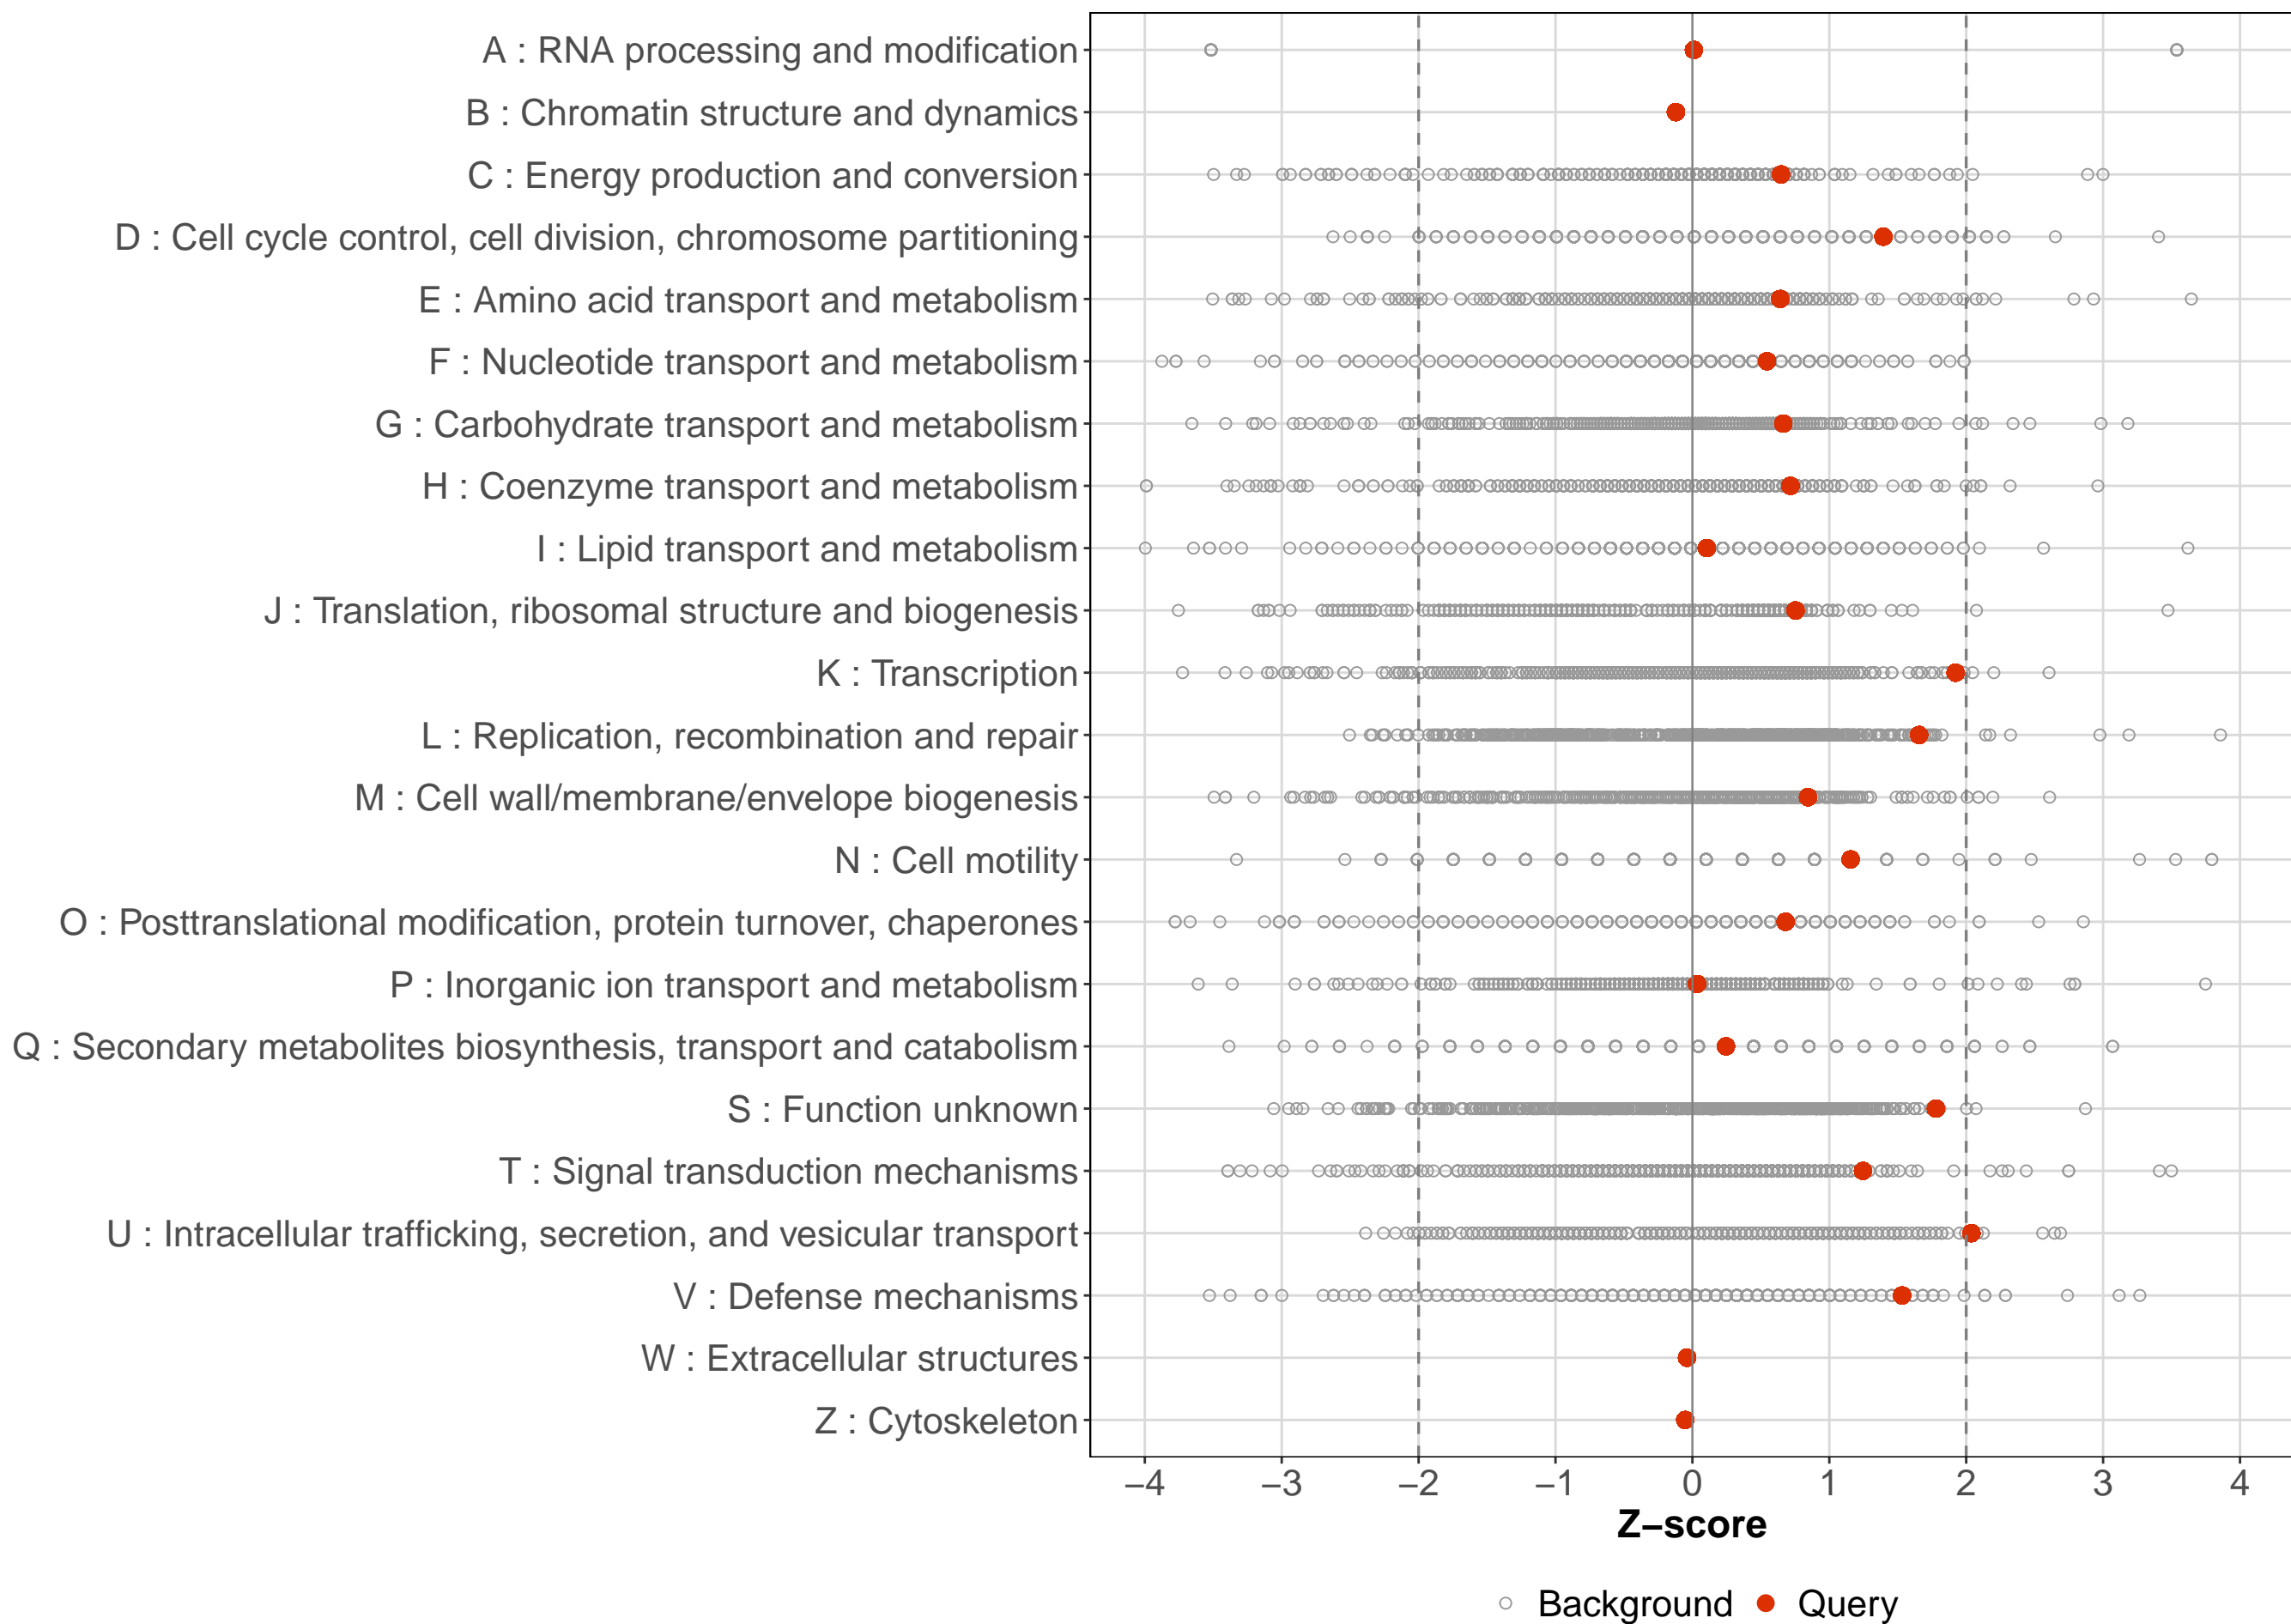 A : RNA processing and modification
B : Chromatin structure and dynamics
C : Energy production and conversion
D : Cell cycle control, cell division, chromosome partitioning
E : Amino acid transport and metabolism
F : Nucleotide transport and metabolism
G : Carbohydrate transport and metabolism
H : Coenzyme transport and metabolism
I : Lipid transport and metabolism
J : Translation, ribosomal structure and biogenesis
K : Transcription
L : Replication, recombination and repair
M : Cell wall/membrane/envelope biogenesis
N : Cell motility
O : Posttranslational modification, protein turnover, chaperones
P : Inorganic ion transport and metabolism
Q : Secondary metabolites biosynthesis, transport and catabolism
S : Function unknown
T : Signal transduction mechanisms
U : Intracellular trafficking, secretion, and vesicular transport
V : Defense mechanisms
W : Extracellular structures
Z : Cytoskeleton
−4 −3 −2 −1 0 1 2 3 4
Z−score
Background Query